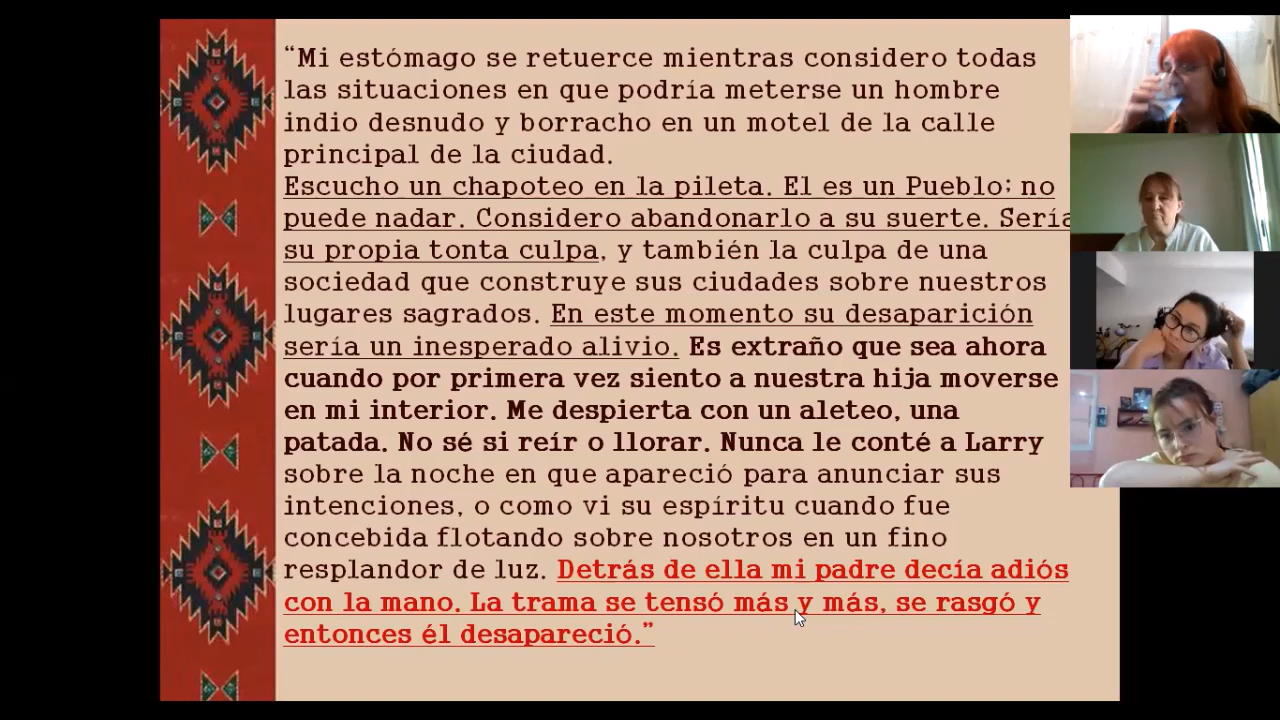 “Mi estómago se retuerce mientras considero todas
las situaciones en que podría meterse un hombre
indio desnudo y borracho en un motel de la calle
principal de la ciudad.
Escucho un chapoteo en la pileta. El es un Pueblo; no
puede nadar. Considero abandonarlo a su suerte. Sería
su propia tonta culpa, y también la culpa de una
sociedad que construye sus ciudades sobre nuestros
lugares sagrados. En este momento su desaparición
sería un inesperado alivio. Es extraño que sea ahora
cuando por primera vez siento a nuestra hija moverse
en mi interior. Me despierta con un aleteo, una
patada. No sé si reír o llorar. Nunca le conté a Larry
sobre la noche en que apareció para anunciar sus
intenciones, o como vi su espíritu cuando fue
concebida flotando sobre nosotros en un fino
resplandor de luz. Detrás de ella mi padre decía adiós
con la mano. La trama se tensó más y más, se rasgó y
entonces él desapareció.”